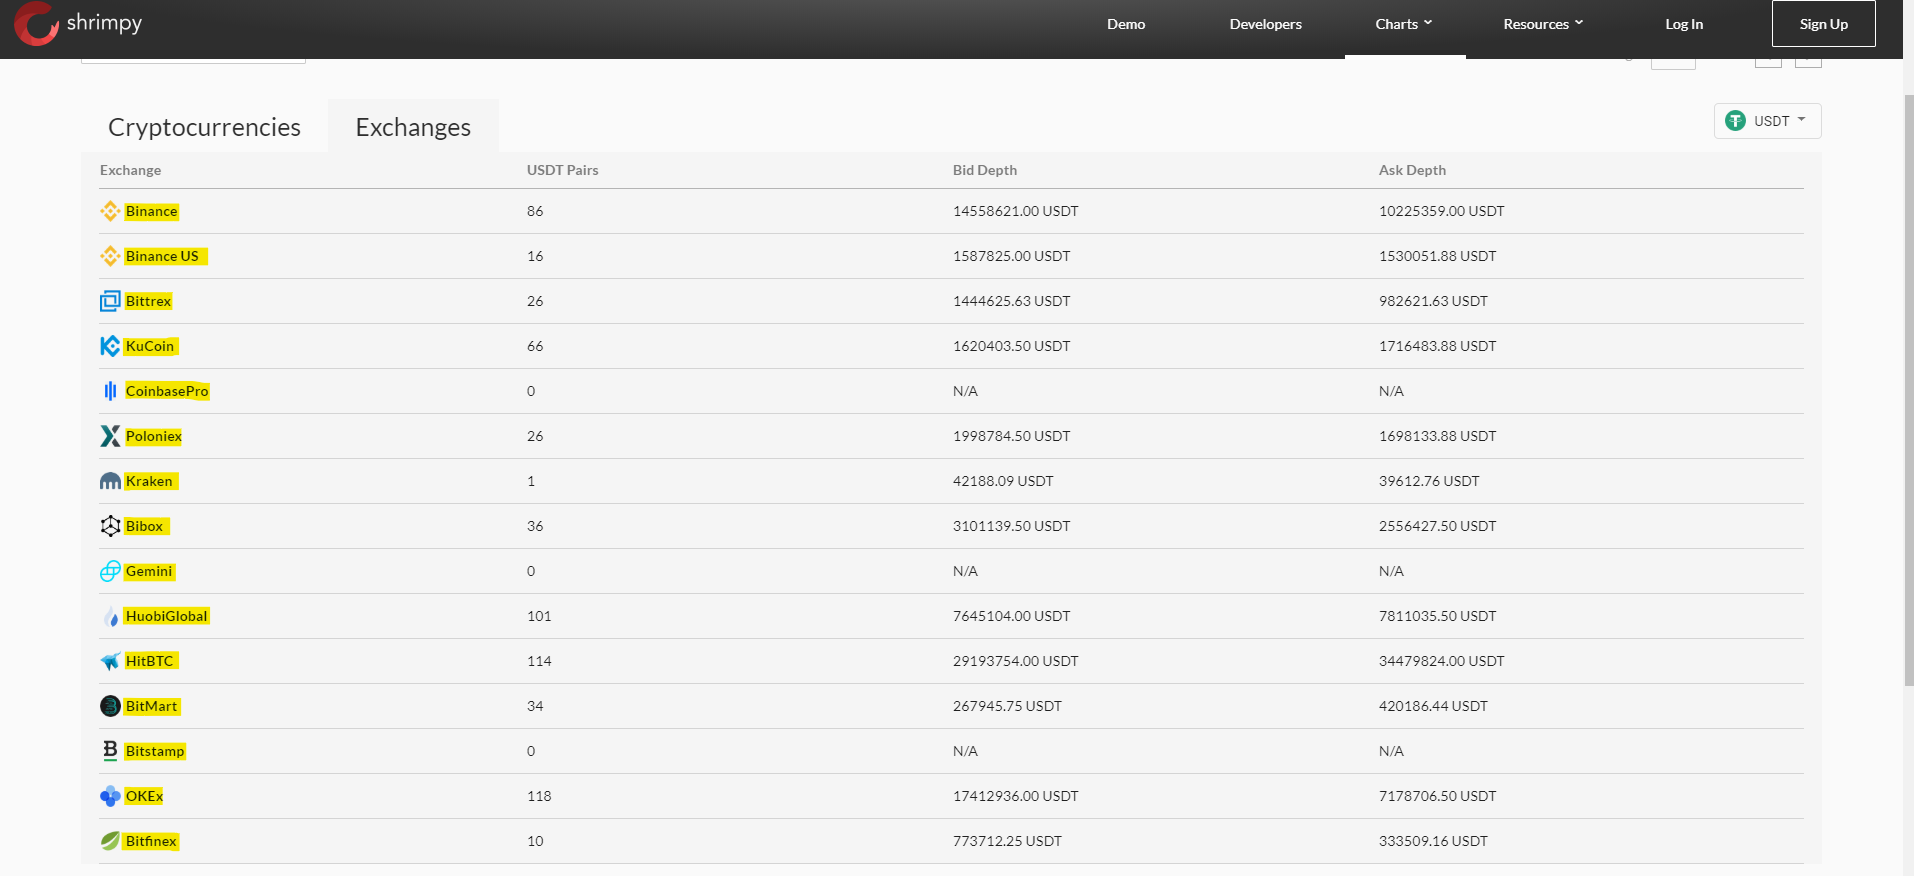 shrimpy Demo Developers Charts Resources Log In Sign Up
Cryptocurrencies Exchanges USDT
Exchange USDT Pairs Bid Depth Ask Depth
Binance 86 14558621.00 USDT 10225359.00 USDT
Binance US 16 1587825.00 USDT 1530051.88 USDT
Bittrex 26 1444625.63 USDT 982621.63 USDT
KuCoin 66 1620403.50 USDT 1716483.88 USDT
CoinbasePro 0 N/A N/A
Poloniex 26 1998784.50 USDT 1698133.88 USDT
Kraken 1 42188.09 USDT 39612.76 USDT
Bibox 36 3101139.50 USDT 2556427.50 USDT
Gemini 0 N/A N/A
HuobiGlobal 101 7645104.00 USDT 7811035.50 USDT
HitBTC 114 29193754.00 USDT 34479824.00 USDT
BitMart 34 267945.75 USDT 420186.44 USDT
Bitstamp 0 N/A N/A
OKEx 118 17412936.00 USDT 7178706.50 USDT
Bitfinex 10 773712.25 USDT 333509.16 USDT